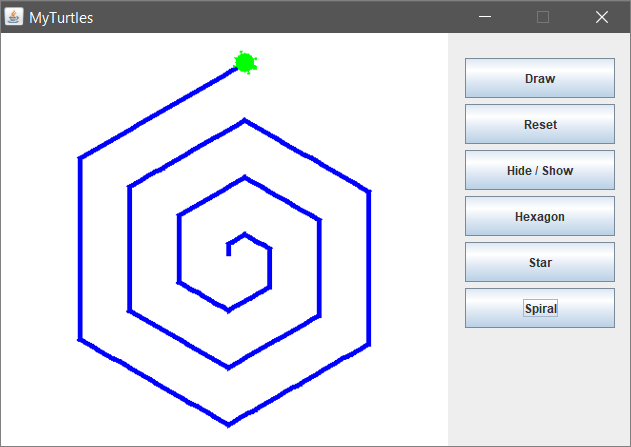 MyTurtles
Draw
Reset
Hide / Show
Hexagon
Star
Spiral